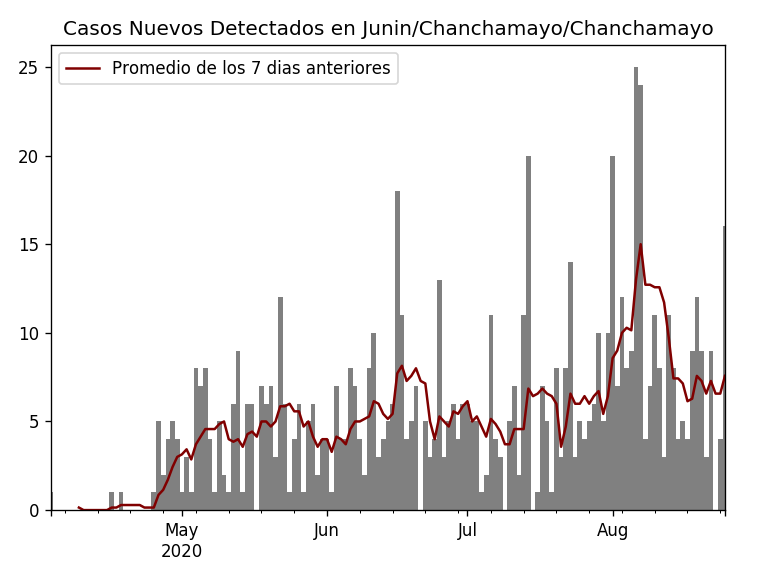 Casos Nuevos Detectados en Junin/Chanchamayo/Chanchamayo
Promedio de los 7 dias anteriores
25
20
15
10
5
0
May
2020
Jun
Jul
Aug